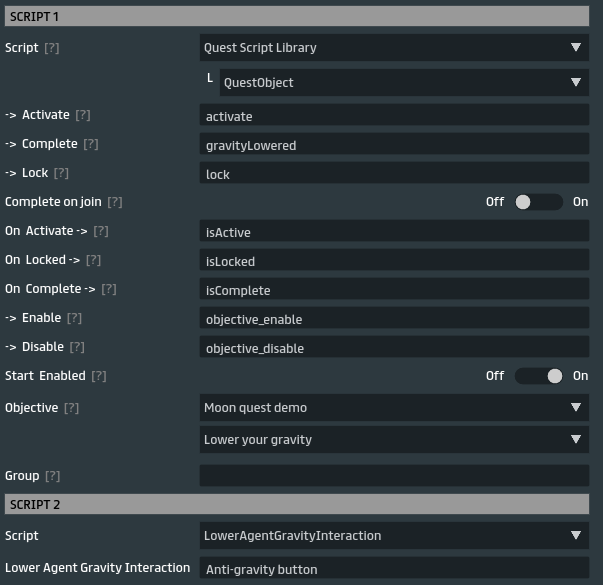 SCRIPT 1
Script [?] Quest Script Library
QuestObject
-> Activate [?] activate
-> Complete [?] gravityLowered
-> Lock [?] lock
Complete on join [?] Off On
On Activate -> [?] isActive
On Locked -> [?] isLocked
On Complete -> [?] isComplete
-> Enable [?] objective_enable
-> Disable [?] objective_disable
Start Enabled [?] Off On
Objective [?] Moon quest demo
Lower your gravity
Group [?]
SCRIPT 2
Script LowerAgentGravityInteraction
Lower Agent Gravity Interaction Anti-gravity button